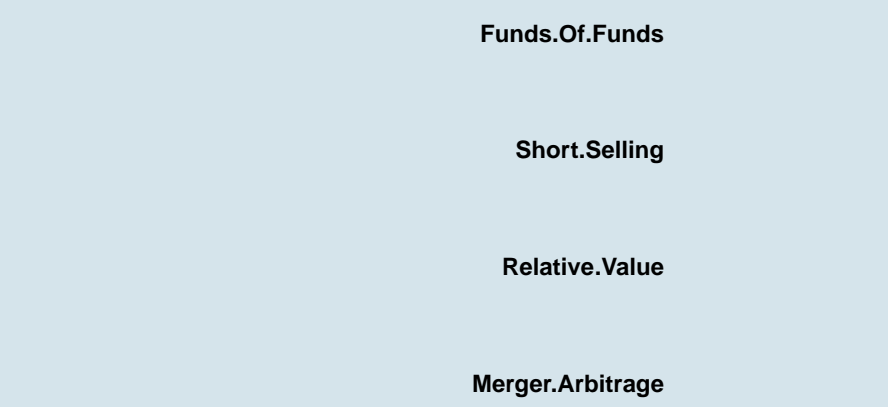 Funds.Of.Funds
Short.Selling
Relative.Value
Merger.Arbitrage